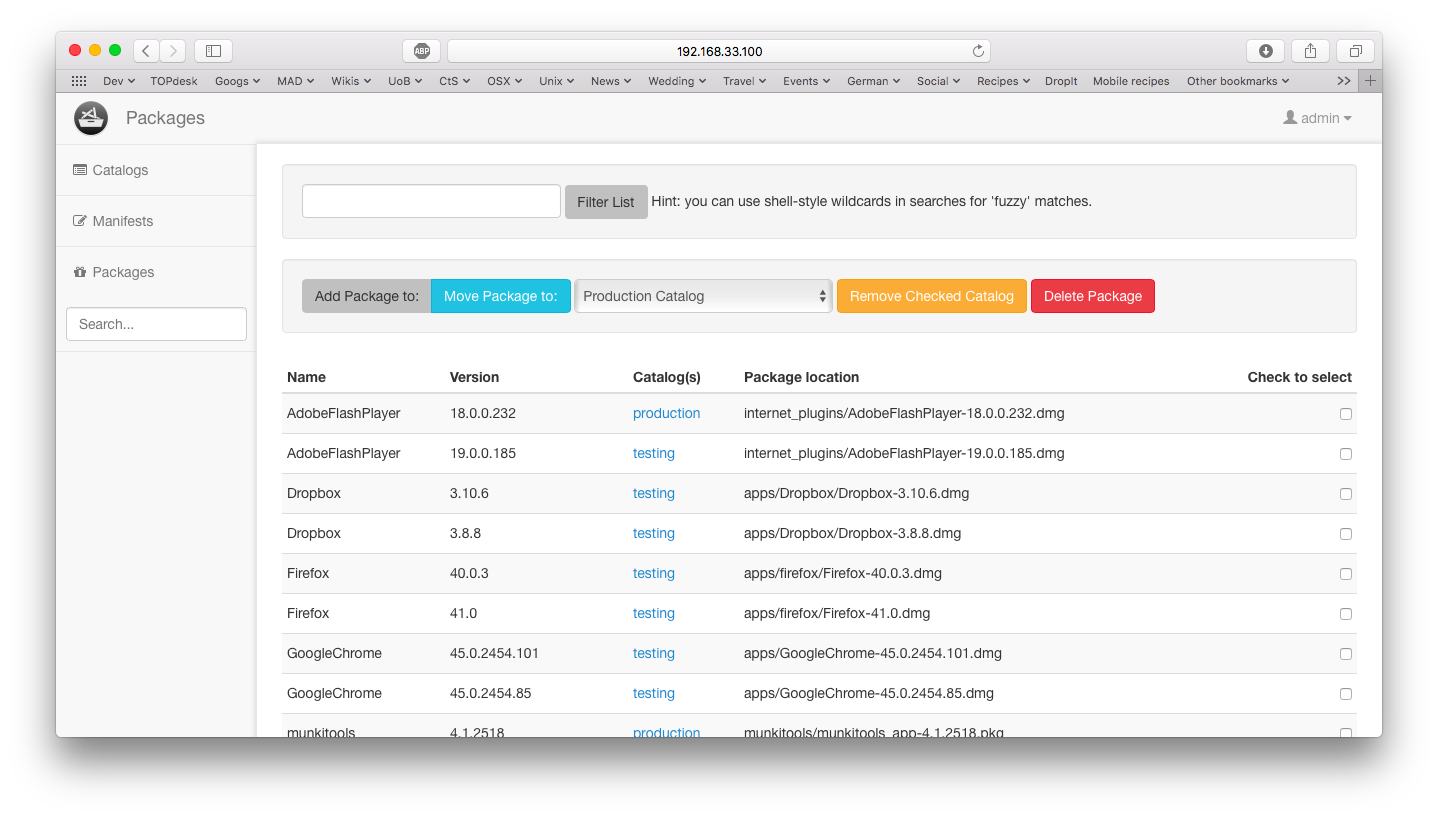 ABP
192.168.33.100
Dev TOPdesk Googs MAD Wikis UoB CtS OSX Unix News Wedding Travel Events German Social Recipes DropIt Mobile recipes Other bookmarks >>
Packages
admin
Catalogs
Manifests
Packages
Search...
Filter List Hint: you can use shell-style wildcards in searches for 'fuzzy' matches.
Add Package to: Move Package to: Production Catalog Remove Checked Catalog Delete Package
Name Version Catalog(s) Package location Check to select
AdobeFlashPlayer 18.0.0.232 production internet_plugins/AdobeFlashPlayer-18.0.0.232.dmg
AdobeFlashPlayer 19.0.0.185 testing internet_plugins/AdobeFlashPlayer-19.0.0.185.dmg
Dropbox 3.10.6 testing apps/Dropbox/Dropbox-3.10.6.dmg
Dropbox 3.8.8 testing apps/Dropbox/Dropbox-3.8.8.dmg
Firefox 40.0.3 testing apps/firefox/Firefox-40.0.3.dmg
Firefox 41.0 testing apps/firefox/Firefox-41.0.dmg
GoogleChrome 45.0.2454.101 testing apps/GoogleChrome-45.0.2454.101.dmg
GoogleChrome 45.0.2454.85 testing apps/GoogleChrome-45.0.2454.85.dmg
munkitools 4.1.2518 production munkitools/munkitools_app-4.1.2518.pkg